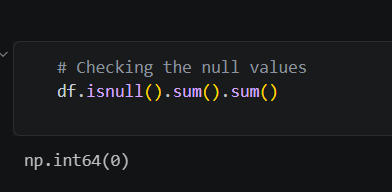 # Checking the null values
df.isnull().sum().sum()
np.int64(0)